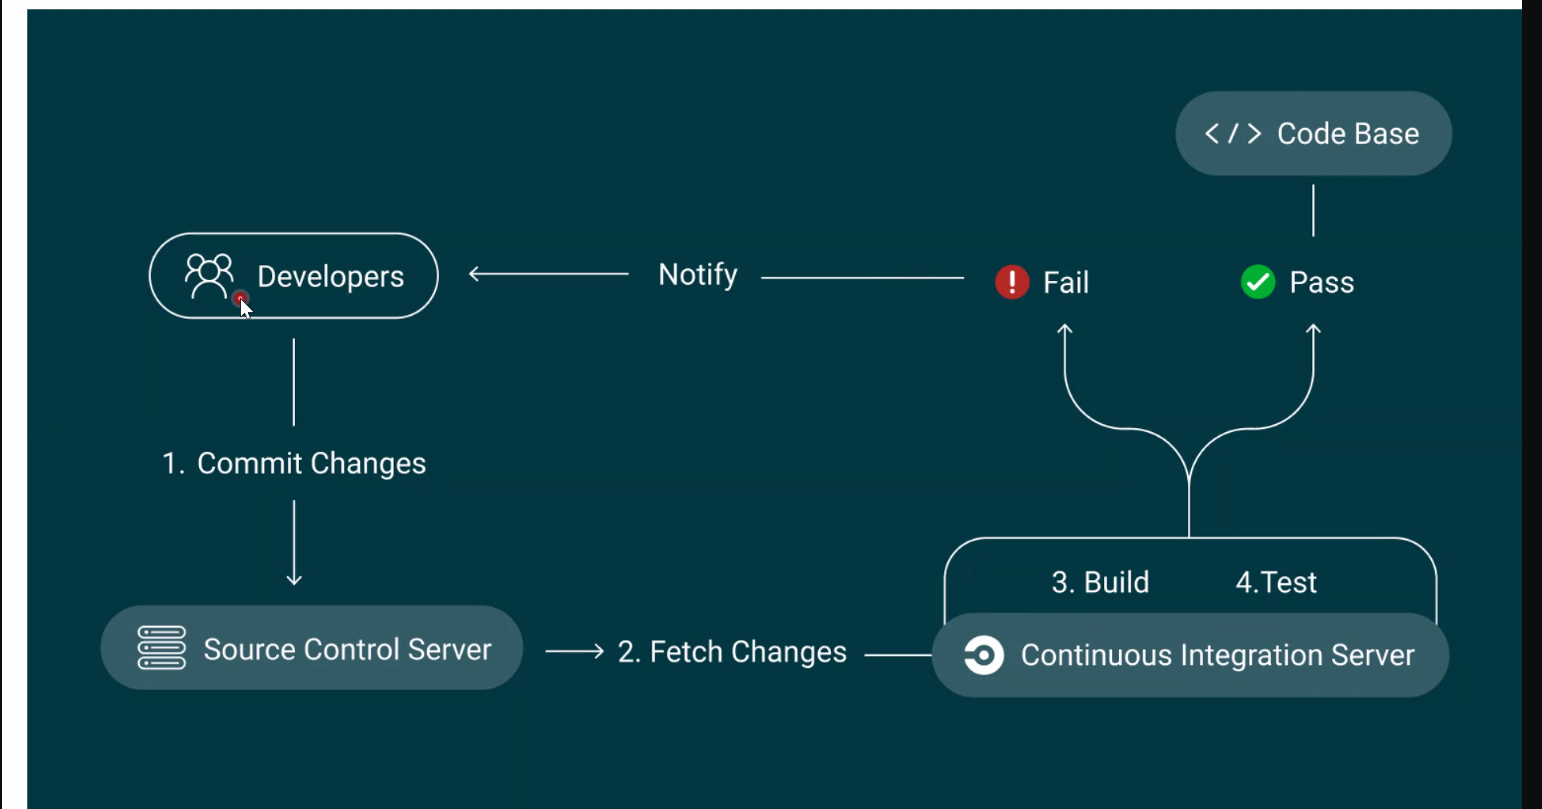 </> Code Base
Developers
Notify
Fail
Pass
1. Commit Changes
3. Build
4.Test
Source Control Server
2. Fetch Changes
Continuous Integration Server